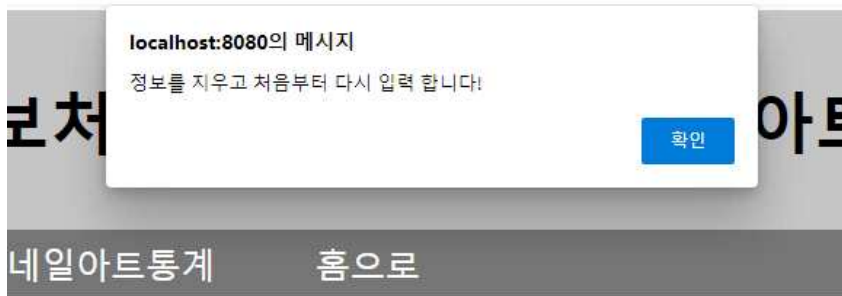 localhost:8080의 메시지
정보를 지우고 처음부터 다시 입력 합니다!
확인
네일아트통계 홈으로